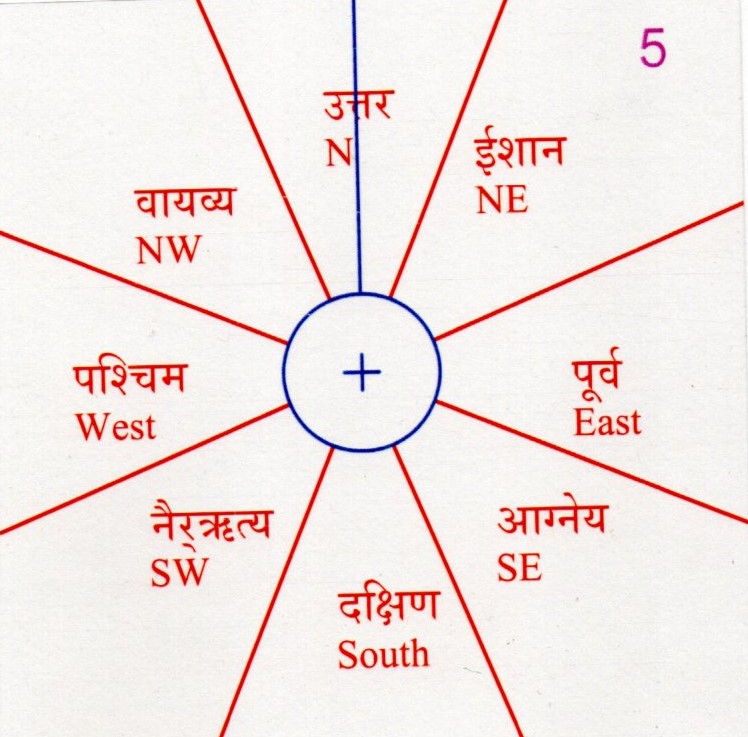 5
उत्तर
N
ईशान
NE
वायव्य
NW
पश्चिम
West
पूर्व
East
नैर्ऋत्य
SW
आग्नेय
SE
दक्षिण
South